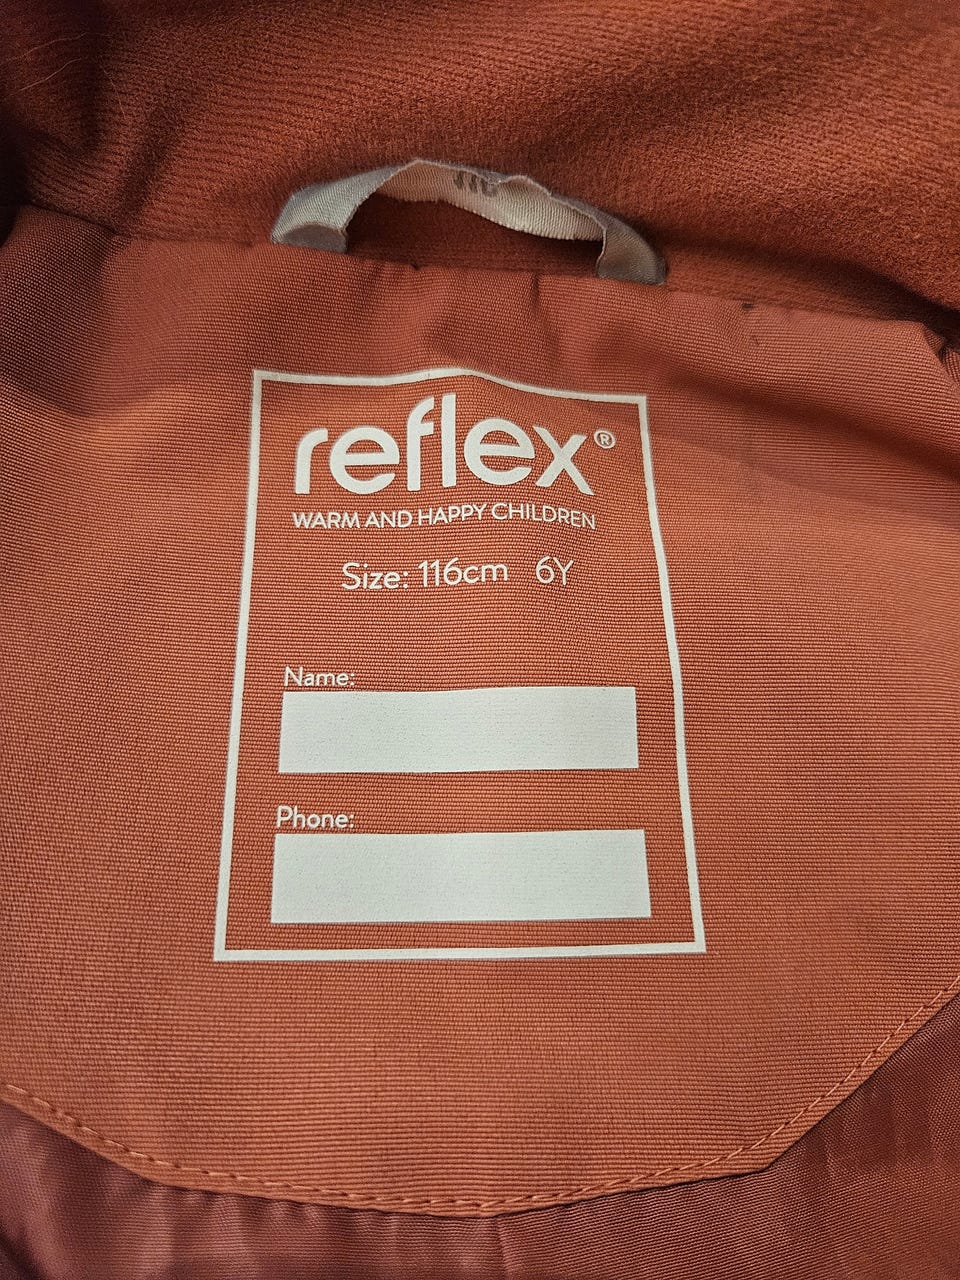 reflex®
WARM AND HAPPY CHILDREN
Size: 116cm 6Y
Name:
Phone: